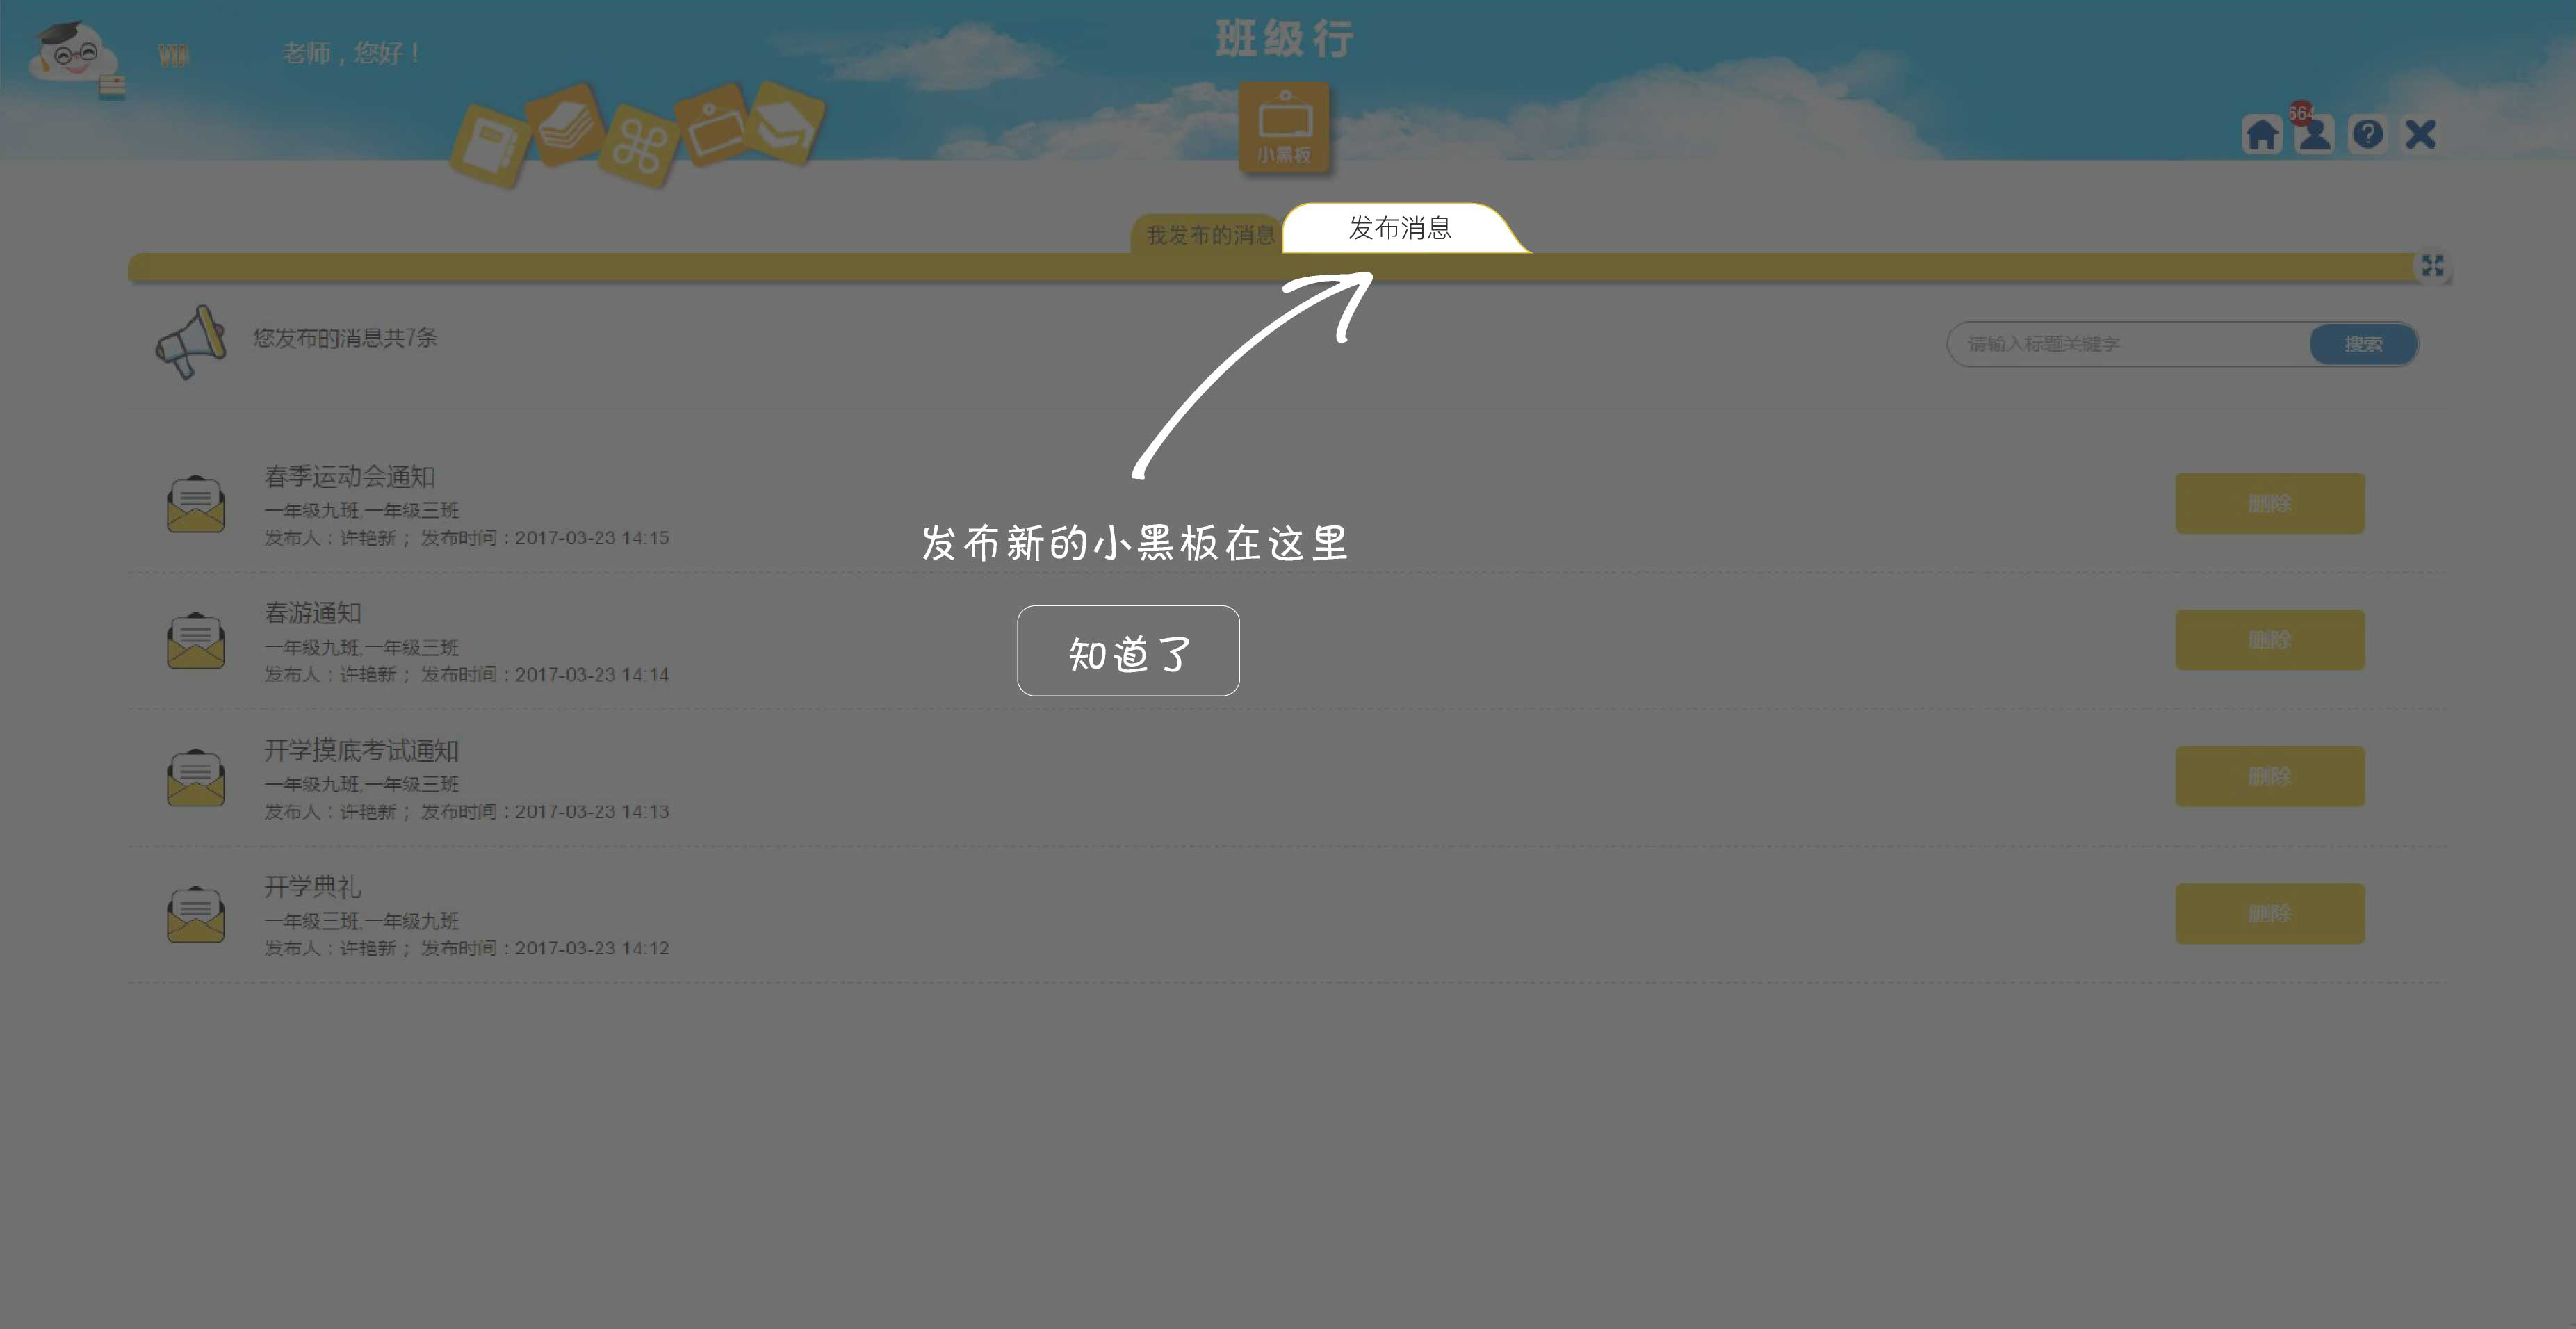 班级行
VIP
老师，您好！
小黑板
664
我发布的消息
发布消息
您发布的消息共7条
请输入标题关键字
搜索
春季运动会通知
一年级九班,一年级三班
发布人：许艳新； 发布时间：2017-03-23 14:15
删除
发布新的小黑板在这里
春游通知
一年级九班,一年级三班
发布人：许艳新； 发布时间：2017-03-23 14:14
删除
知道了
开学摸底考试通知
一年级九班,一年级三班
发布人：许艳新； 发布时间：2017-03-23 14:13
删除
开学典礼
一年级三班,一年级九班
发布人：许艳新； 发布时间：2017-03-23 14:12
删除